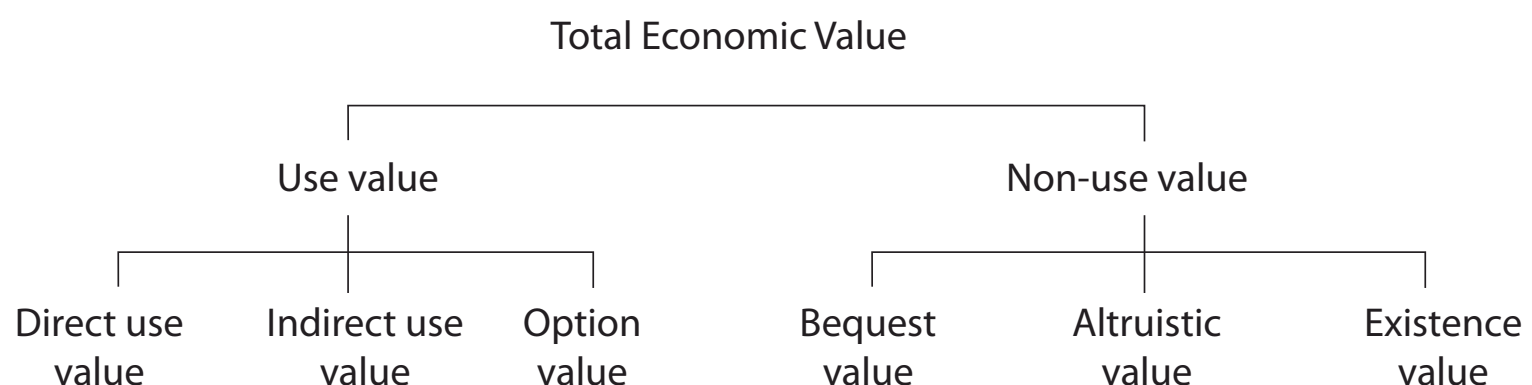 Total Economic Value
Use value
Non-use value
Direct use
value
Indirect use
value
Option
value
Bequest
value
Altruistic
value
Existence
value